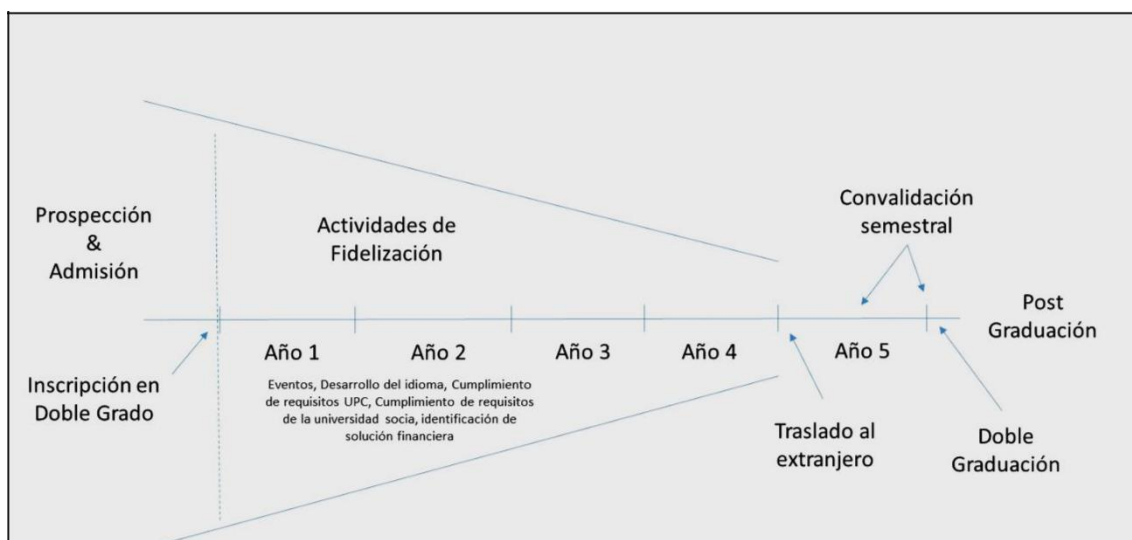 Prospección
&
Admisión
Actividades de
Fidelización
Convalidación
semestral
Post
Graduación
Año 1
Año 2
Año 3
Año 4
Año 5
Inscripción en
Doble Grado
Eventos, Desarrollo del idioma, Cumplimiento
de requisitos UPC, Cumplimiento de requisitos
de la universidad socia, identificación de
solución financiera
Traslado al
extranjero
Doble
Graduación